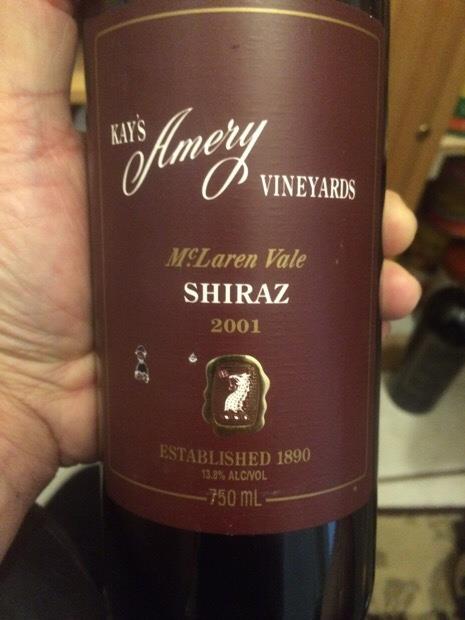 KAY'S Amery VINEYARDS
McLaren Vale
SHIRAZ
2001
ESTABLISHED 1890
13.8% ALC/VOL
750 mL